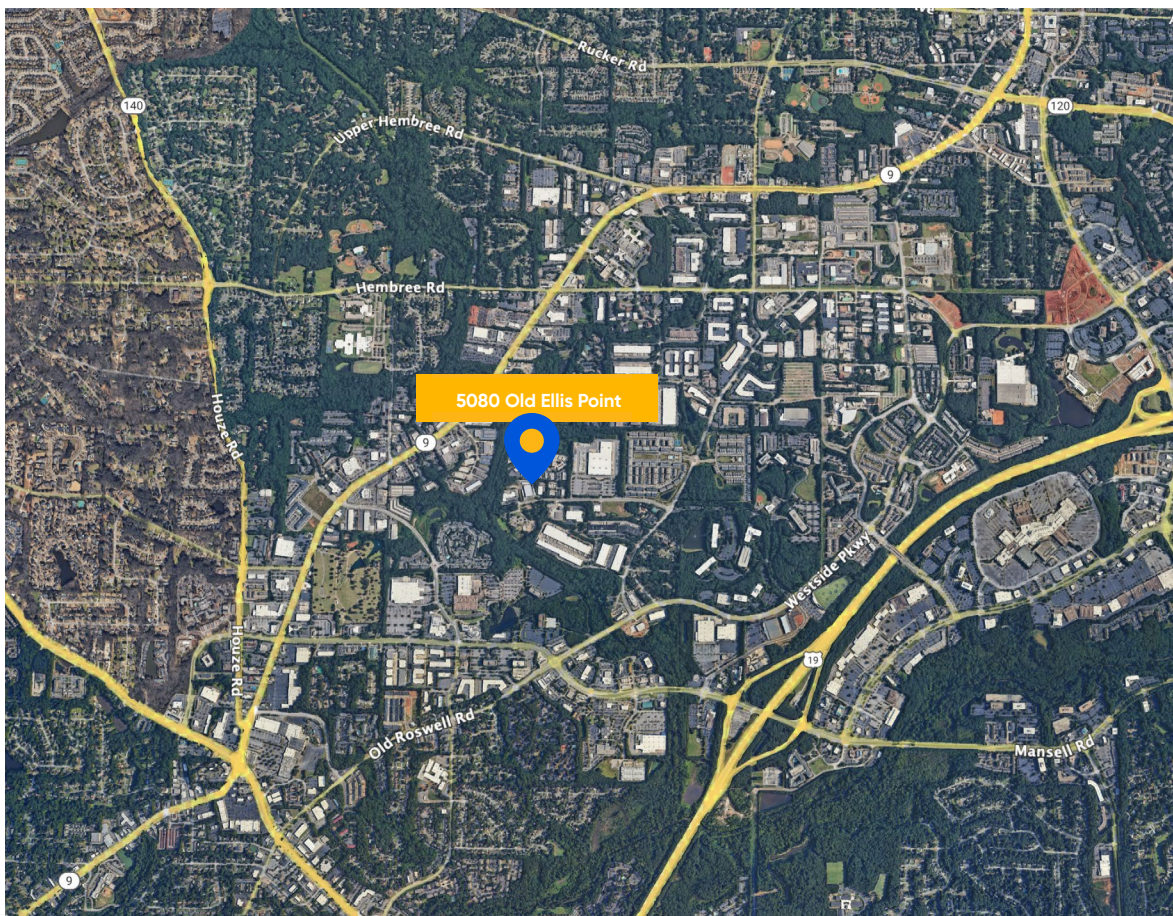 Rucker Rd
140
120
Upper Hembree Rd
9
Hembree Rd
5080 Old Ellis Point
Houze Rd
9
Westside Pkwy
Houze Rd
19
Old Roswell Rd
Mansell Rd
9